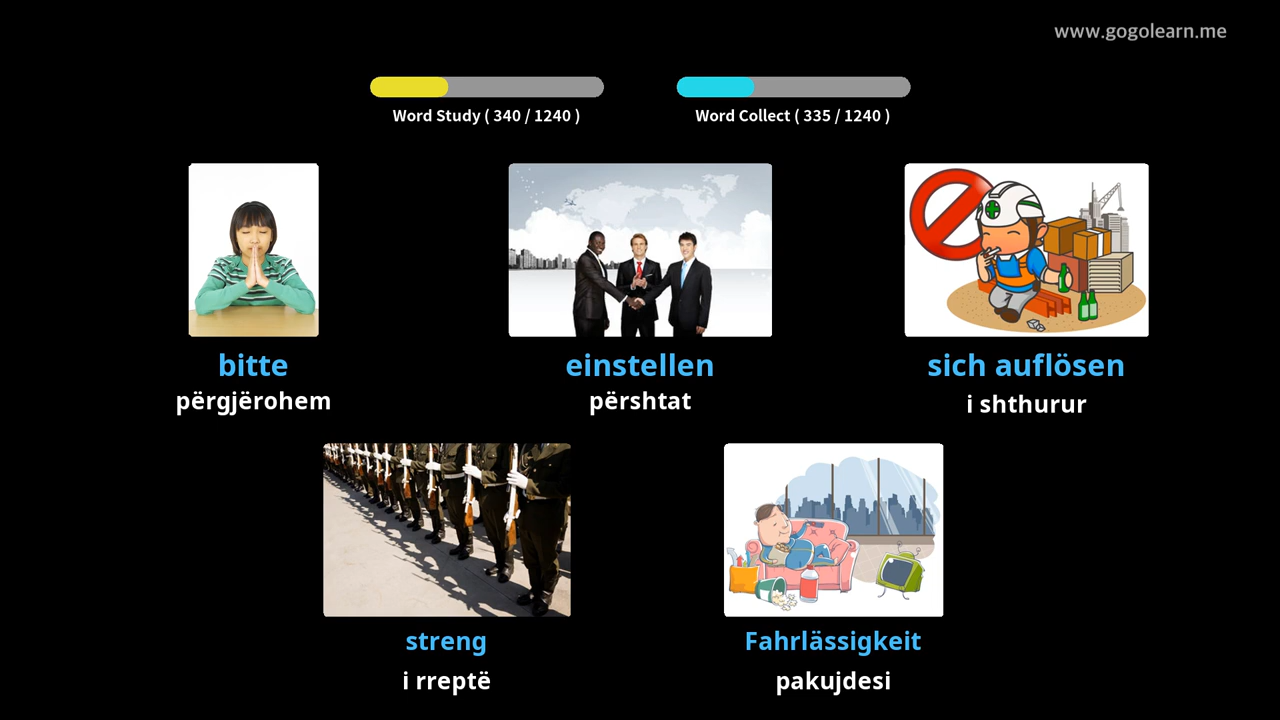 www.gogolearn.me
Word Study ( 340 / 1240 )
Word Collect ( 335 / 1240 )
bitte
përgjërohem
einstellen
përshtat
sich auflösen
i shthurur
streng
i rreptë
Fahrlässigkeit
pakujdesi